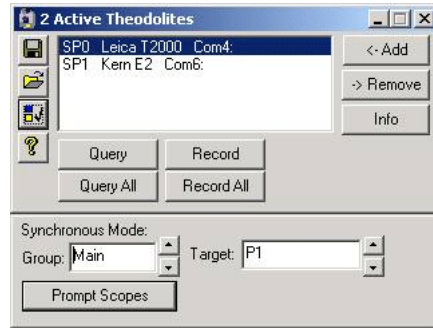 2 Active Theodolites
SP0 Leica T2000 Com4:
SP1 Kern E2 Com6:
<- Add
-> Remove
Info
Query
Record
Query All
Record All
Synchronous Mode:
Group: Main
Target: P1
Prompt Scopes